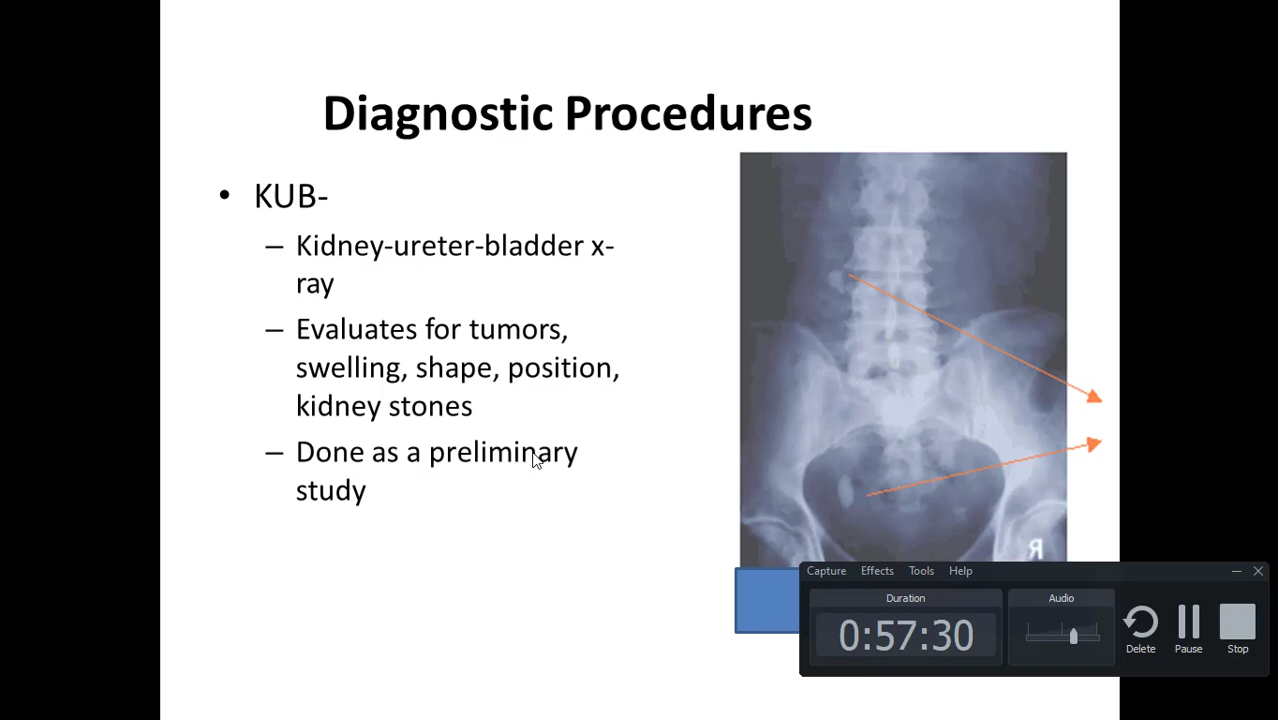 Diagnostic Procedures
• KUB-
– Kidney-ureter-bladder x-
ray
– Evaluates for tumors,
swelling, shape, position,
kidney stones
– Done as a preliminary
study
R
Capture Effects Tools Help
Duration Audio
0:57:30
Delete Pause Stop